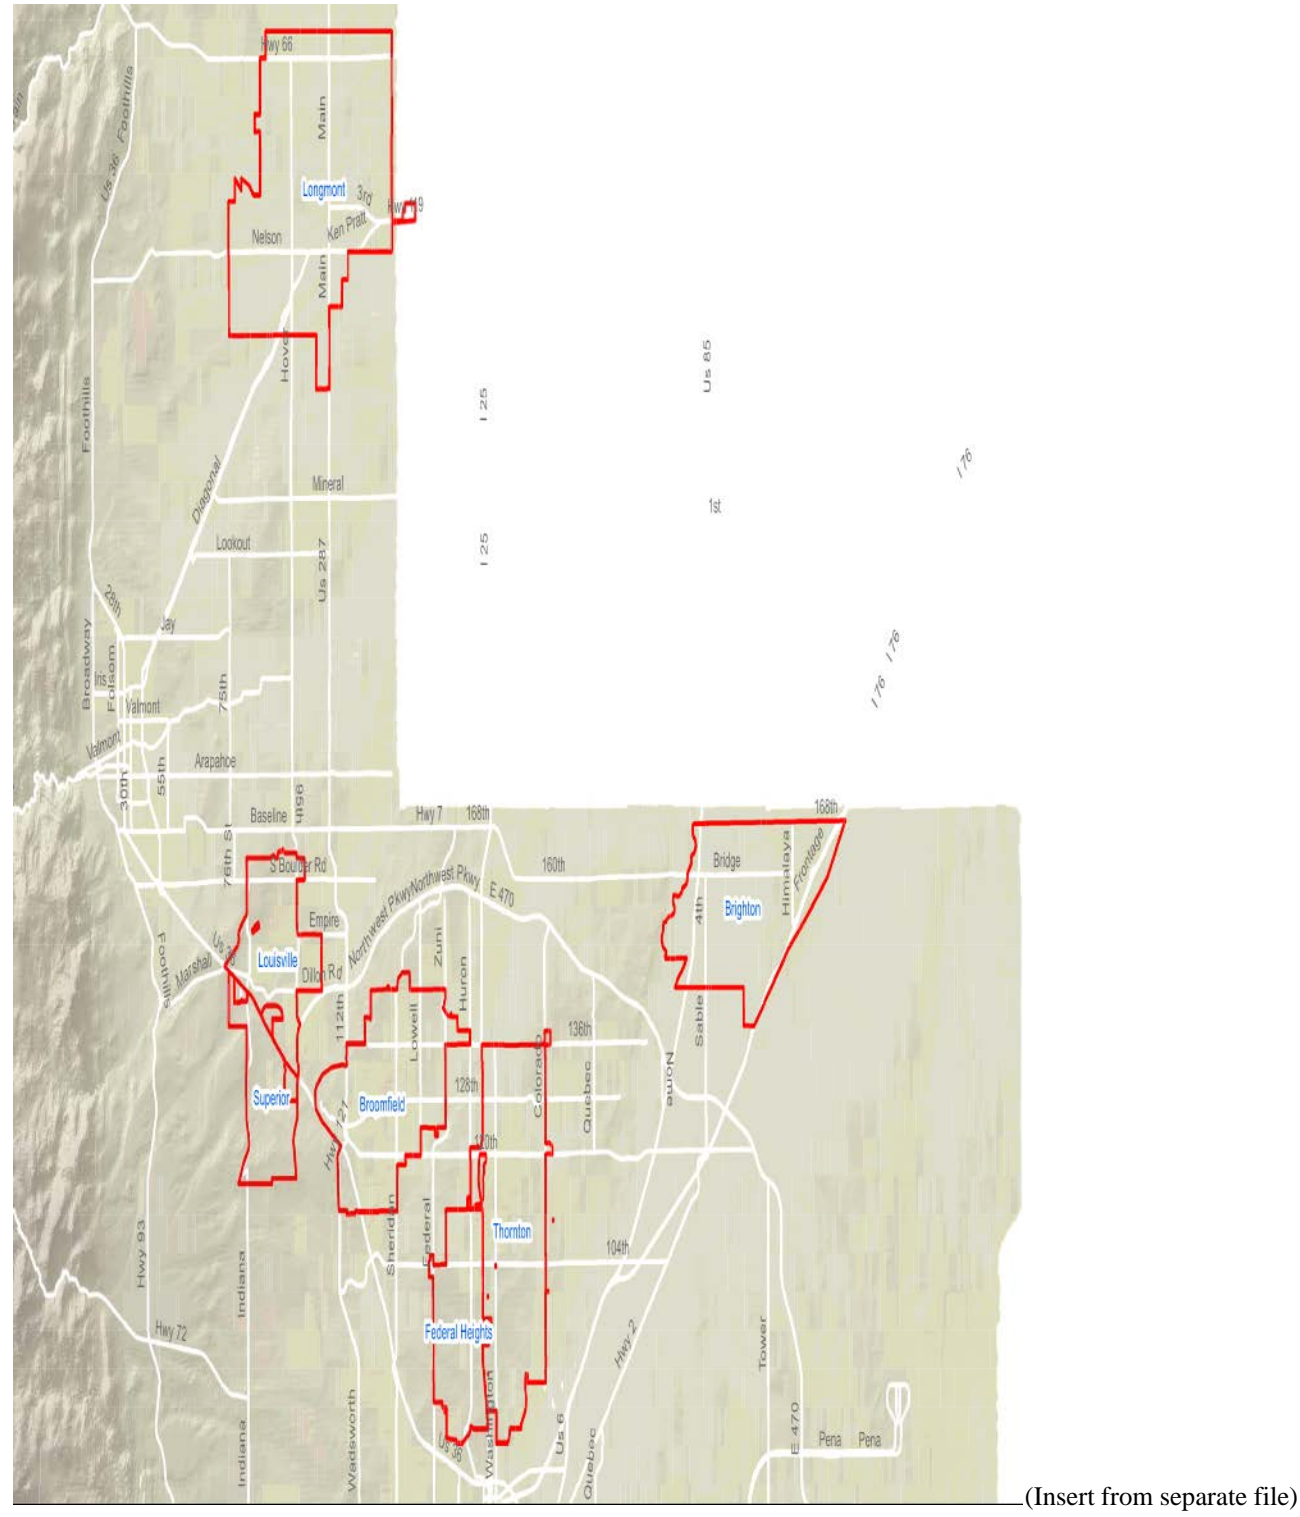 Hwy 66
Us 36
Foothills
Main
Longmont
3rd
Hwy 119
Ken Pratt
Nelson
Main
Hover
Us 85
Foothills
I 25
I 76
Diagonal
Mineral
1st
Lookout
I 25
Us 287
28th
Jay
I 76
Broadway
Folsom
Iris
75th
I 76
Valmont
Valmont
Arapahoe
30th
55th
95th
Baseline
Hwy 7
168th
168th
76th St
S Boulder Rd
160th
Bridge
Himalaya
Frontage
Northwest Pkwy
Northwest Pkwy
E 470
4th
Brighton
Empire
Zuni
Us 36
Louisville
Marshall
Foothills
Dillon Rd
Huron
112th
Lowell
136th
Sable
Colorado
Quebec
Nome
128th
Superior
Broomfield
Hwy 121
120th
Sheridan
Federal
Thornton
Hwy 93
104th
Indiana
Hwy 72
Federal Heights
Hwy 2
Tower
Washington
Wadsworth
Indiana
Us 36
Us 6
Quebec
E 470
Pena
Pena
(Insert from separate file)